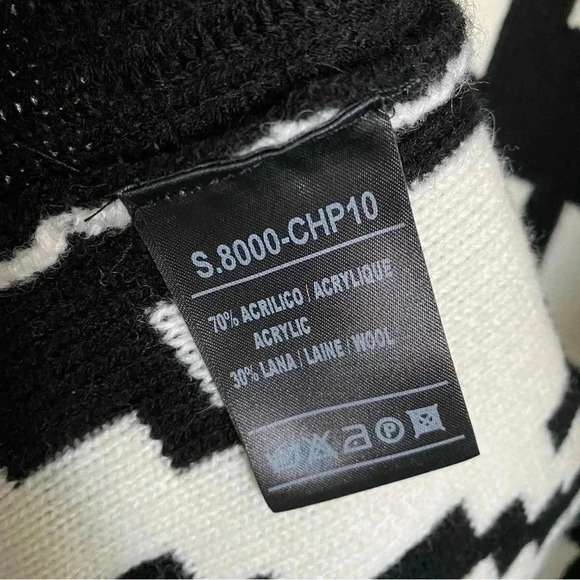 S.8000-CHP10
70% ACRILICO / ACRYLIQUE
ACRYLIC
30% LANA / LAINE / WOOL
P